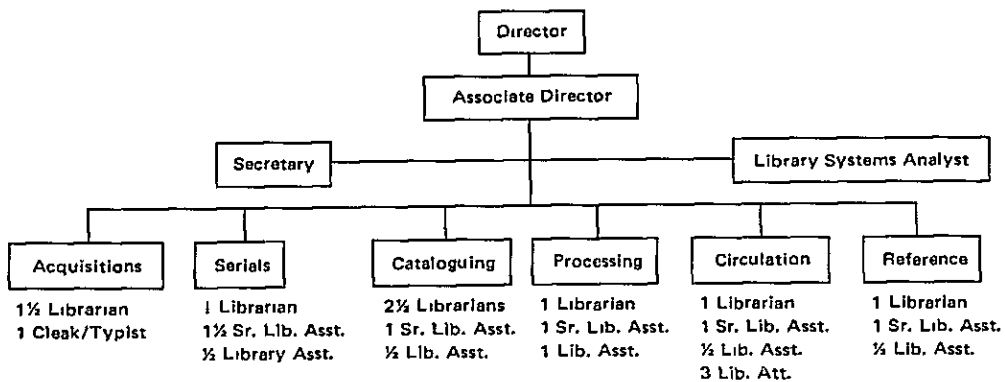 Director
Associate Director
Secretary
Library Systems Analyst
Acquisitions
1½ Librarian
1 Cleak/Typist
Serials
1 Librarian
1½ Sr. Lib. Asst.
½ Library Asst.
Cataloguing
2½ Librarians
1 Sr. Lib. Asst.
½ Lib. Asst.
Processing
1 Librarian
1 Sr. Lib. Asst.
1 Lib. Asst.
Circulation
1 Librarian
1 Sr. Lib. Asst.
½ Lib. Asst.
3 Lib. Att.
Reference
1 Librarian
1 Sr. Lib. Asst.
½ Lib. Asst.